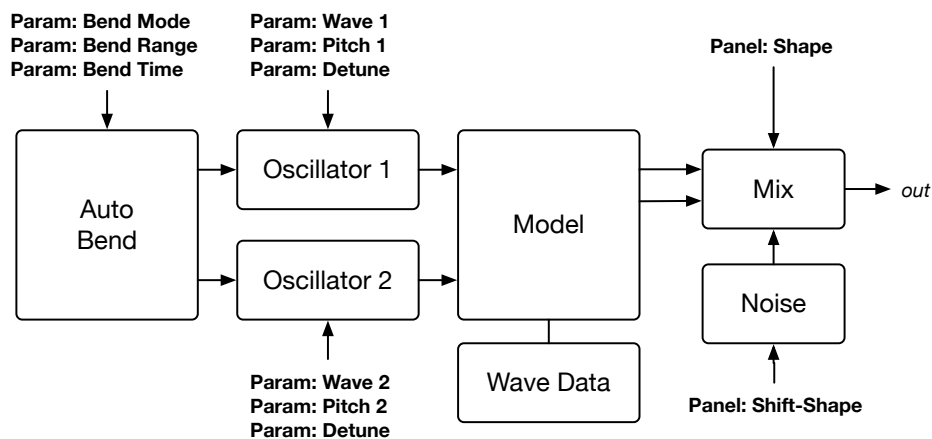 Param: Bend Mode
Param: Bend Range
Param: Bend Time
Param: Wave 1
Param: Pitch 1
Param: Detune
Panel: Shape
Auto
Bend
Oscillator 1
Oscillator 2
Model
Mix
out
Noise
Wave Data
Param: Wave 2
Param: Pitch 2
Param: Detune
Panel: Shift-Shape